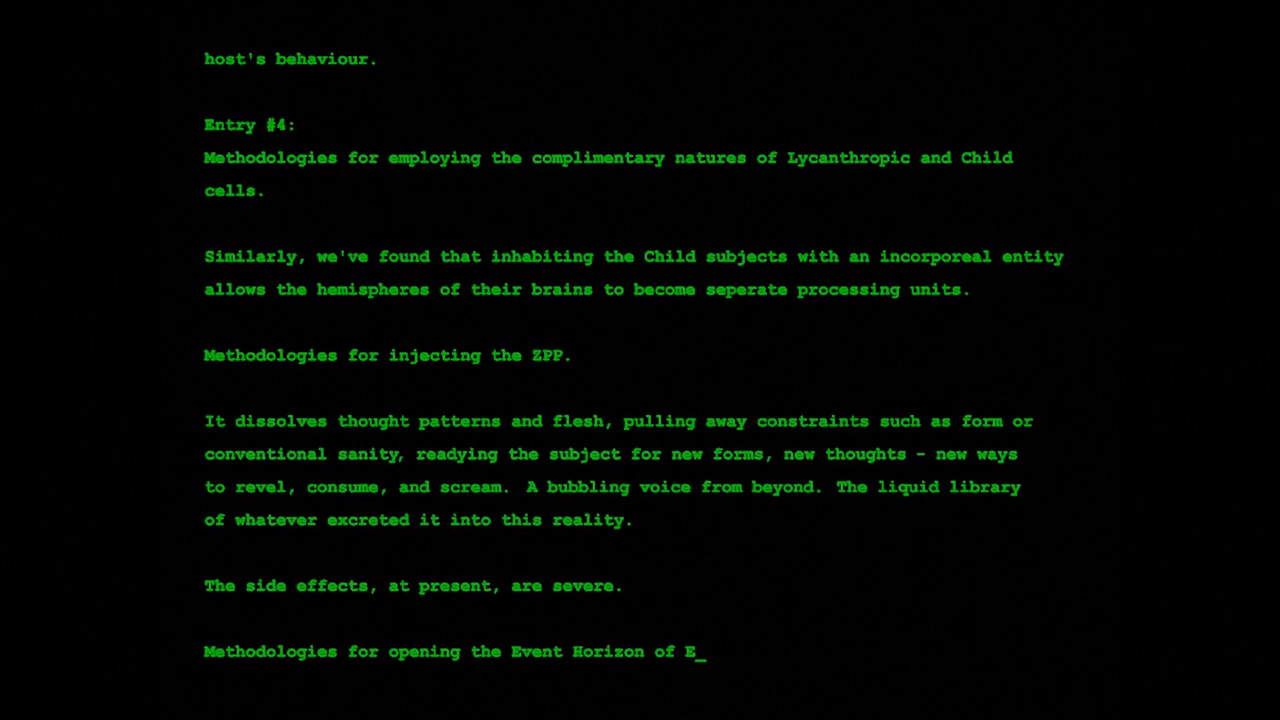 host's behaviour.
Entry #4:
Methodologies for employing the complimentary natures of Lycanthropic and Child
cells.
Similarly, we've found that inhabiting the Child subjects with an incorporeal entity
allows the hemispheres of their brains to become seperate processing units.
Methodologies for injecting the ZPP.
It dissolves thought patterns and flesh, pulling away constraints such as form or
conventional sanity, readying the subject for new forms, new thoughts - new ways
to revel, consume, and scream. A bubbling voice from beyond. The liquid library
of whatever excreted it into this reality.
The side effects, at present, are severe.
Methodologies for opening the Event Horizon of E_